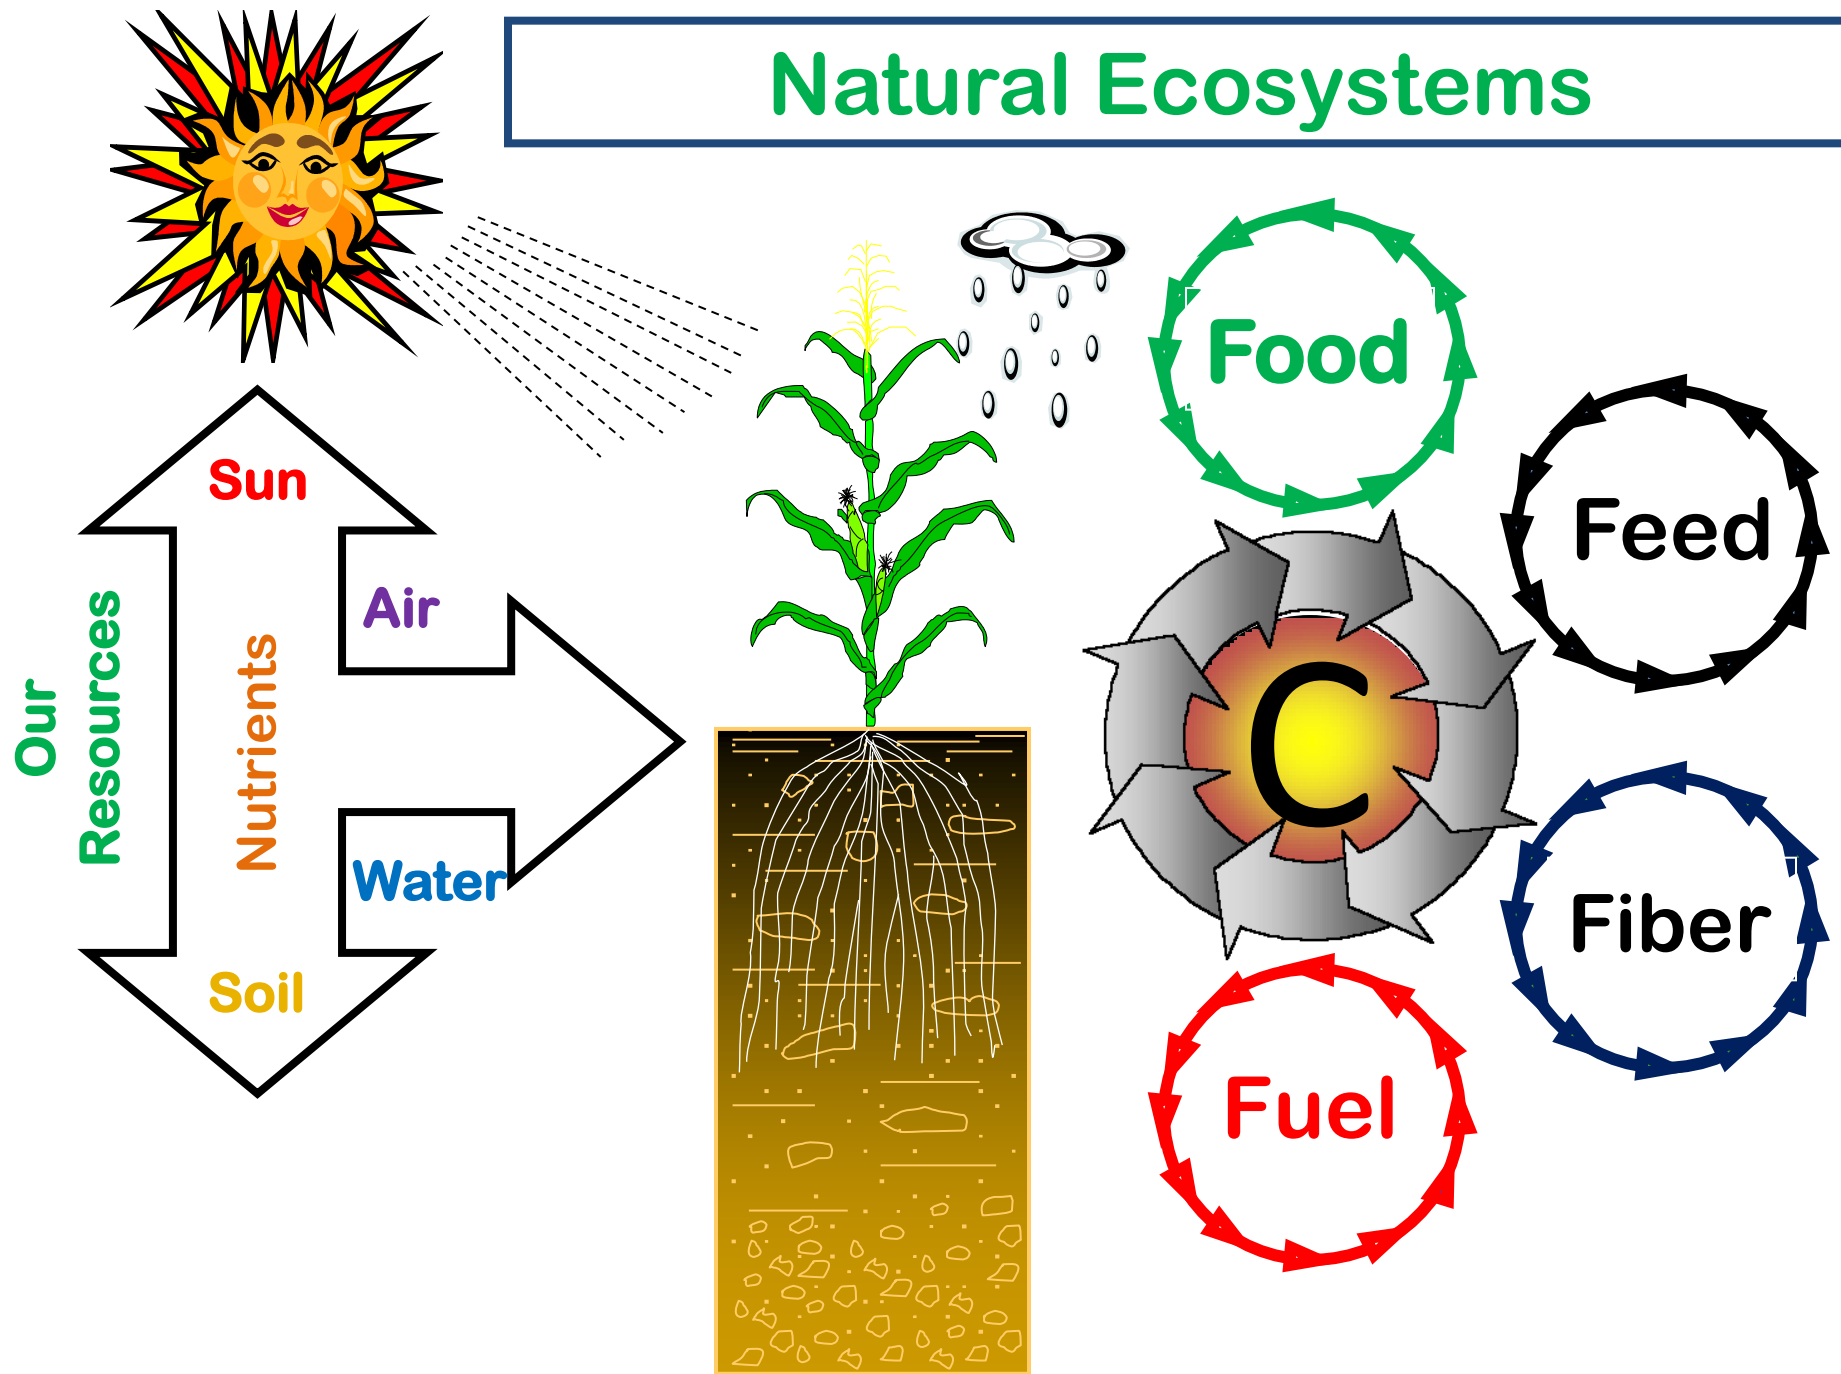 Natural Ecosystems
Sun
Air
Our
Resources
Nutrients
Water
Soil
Food
Feed
C
Fiber
Fuel